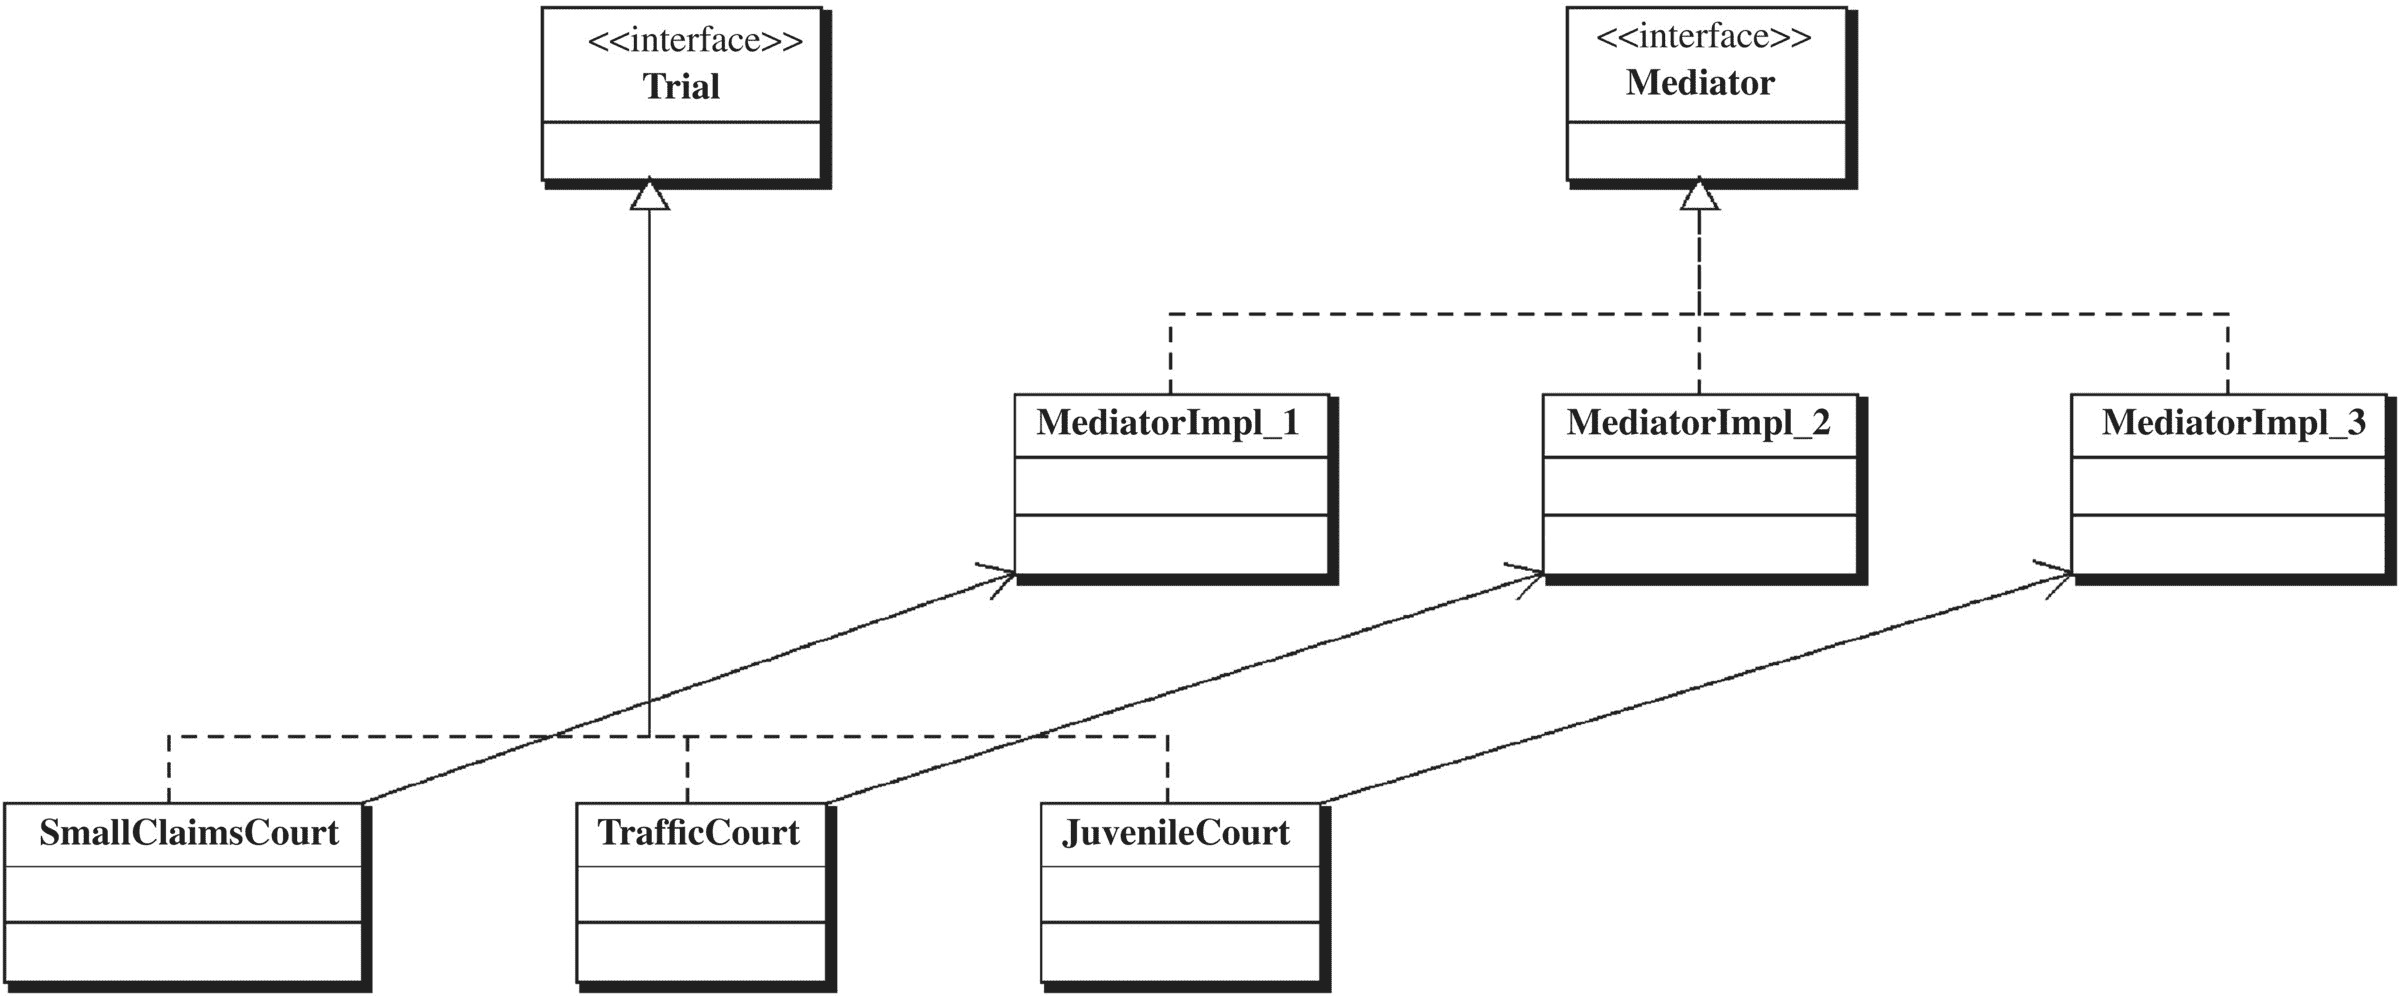 <<interface>>
Trial
<<interface>>
Mediator
MediatorImpl_1
MediatorImpl_2
MediatorImpl_3
SmallClaimsCourt
TrafficCourt
JuvenileCourt